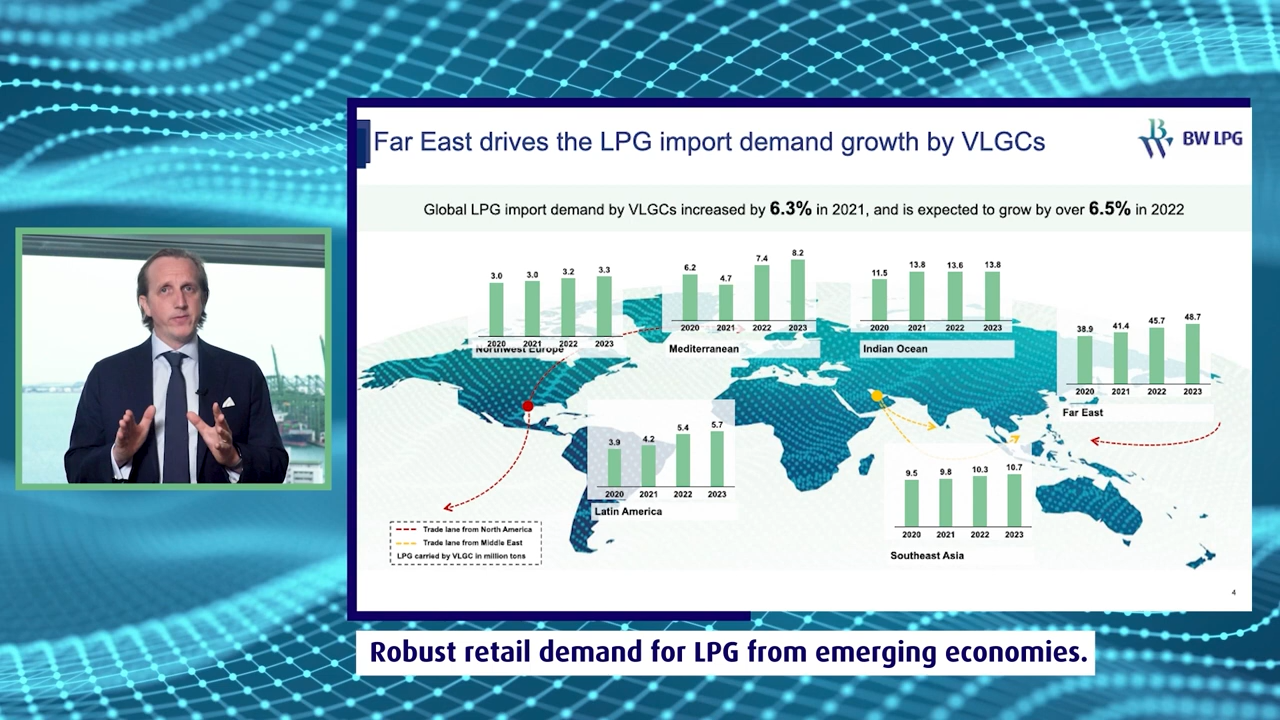 Far East drives the LPG import demand growth by VLGCs
BW LPG
Global LPG import demand by VLGCs increased by 6.3% in 2021, and is expected to grow by over 6.5% in 2022
3.0 3.0 3.2 3.3
2020 2021 2022 2023
Northwest Europe
6.2 4.7 7.4 8.2
2020 2021 2022 2023
Mediterranean
11.5 13.8 13.6 13.8
2020 2021 2022 2023
Indian Ocean
38.9 41.4 45.7 48.7
2020 2021 2022 2023
Far East
3.9 4.2 5.4 5.7
2020 2021 2022 2023
Latin America
9.5 9.8 10.3 10.7
2020 2021 2022 2023
Southeast Asia
Trade lane from North America
Trade lane from Middle East
LPG carried by VLGC in million tons
4
Robust retail demand for LPG from emerging economies.